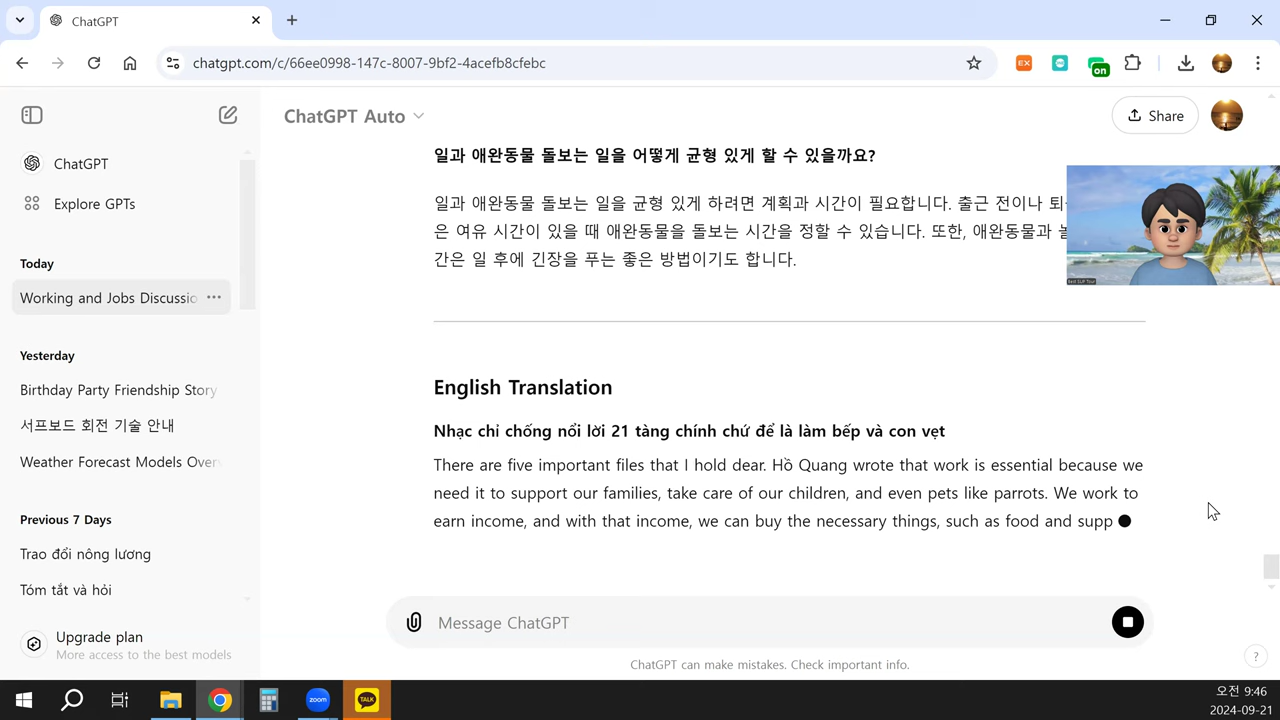 ChatGPT
chatgpt.com/c/66ee0998-147c-8007-9bf2-4acefb8cfebc
EX
on
ChatGPT Auto
Share
ChatGPT
Explore GPTs
Today
Working and Jobs Discussio
Yesterday
Birthday Party Friendship Story
서프보드 회전 기술 안내
Weather Forecast Models Over
Previous 7 Days
Trao đổi nông lương
Tóm tắt và hỏi
Upgrade plan
More access to the best models
일과 애완동물 돌보는 일을 어떻게 균형 있게 할 수 있을까요?
일과 애완동물 돌보는 일을 균형 있게 하려면 계획과 시간이 필요합니다. 출근 전이나
은 여유 시간이 있을 때 애완동물을 돌보는 시간을 정할 수 있습니다. 또한, 애완동물과
간은 일 후에 긴장을 푸는 좋은 방법이기도 합니다.
English Translation
Nhạc chỉ chống nổi lời 21 tàng chính chứ để là làm bếp và con vẹt
There are five important files that I hold dear. Hồ Quang wrote that work is essential because we
need it to support our families, take care of our children, and even pets like parrots. We work to
earn income, and with that income, we can buy the necessary things, such as food and supp
Message ChatGPT
ChatGPT can make mistakes. Check important info.
?
zoom
TALK
오전 9:46
2024-09-21